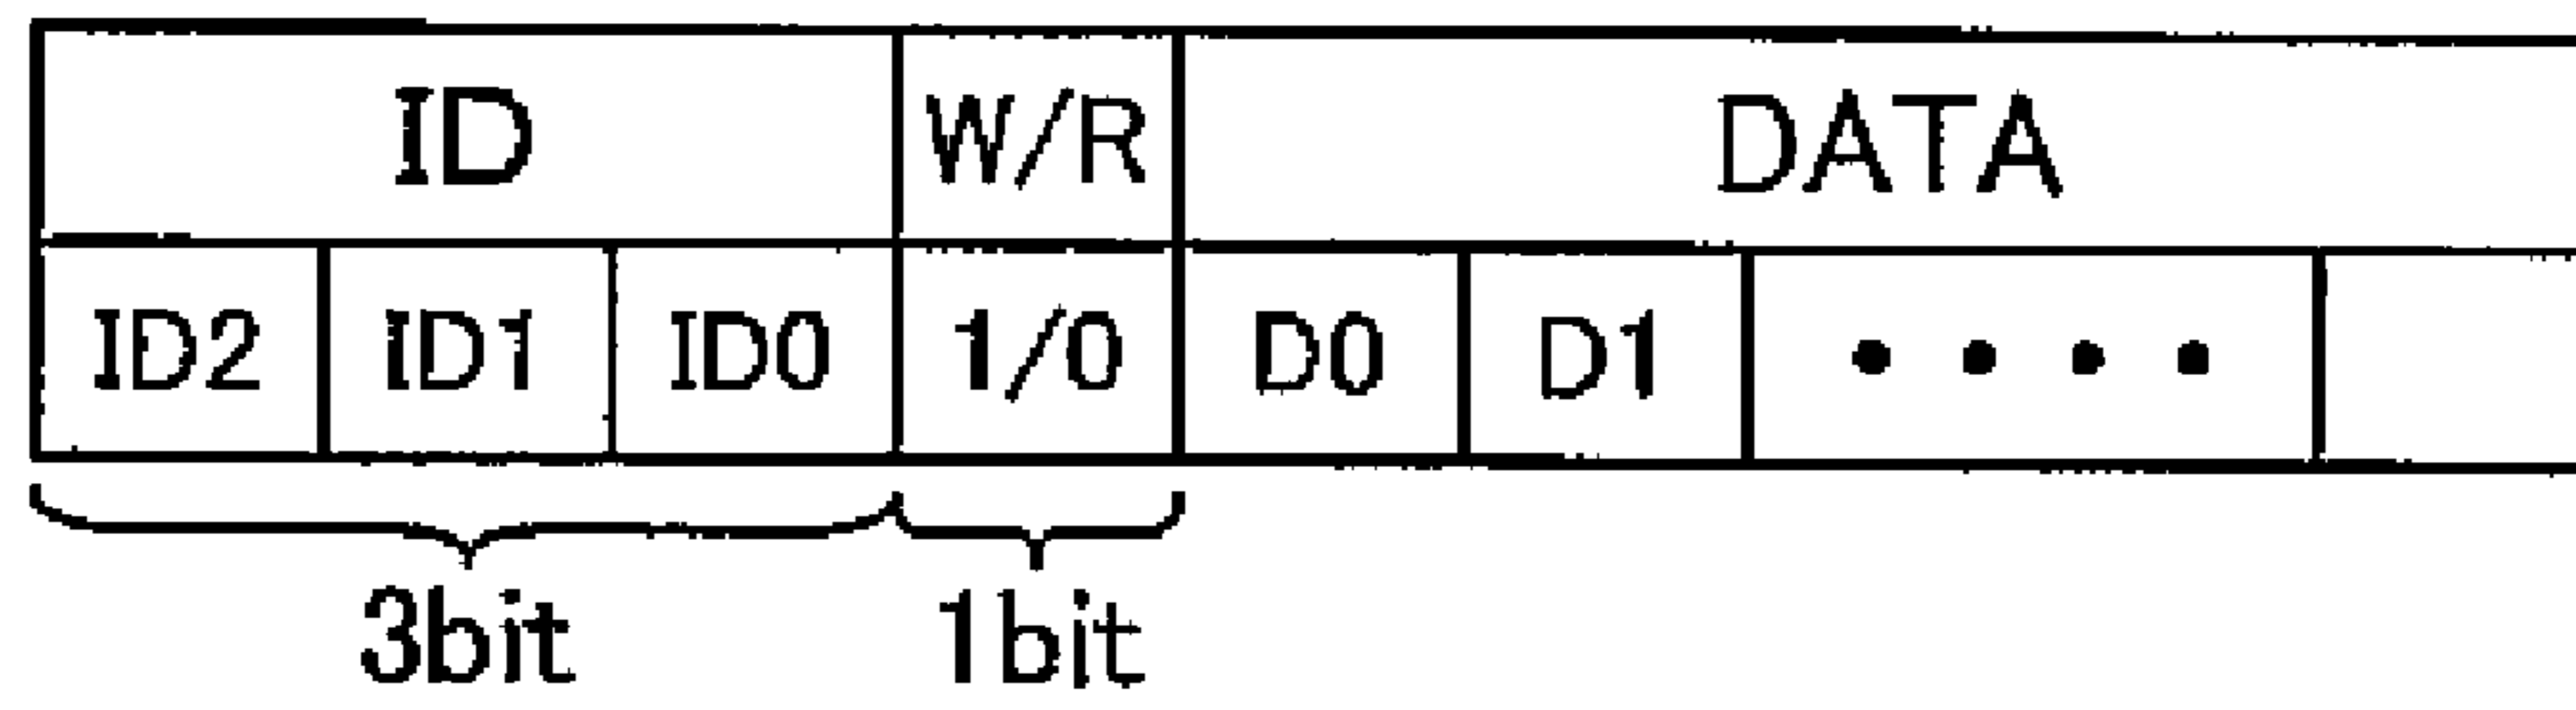 ID W/R DATA
ID2 ID1 ID0 1/0 D0 D1 • • • •
3bit 1bit